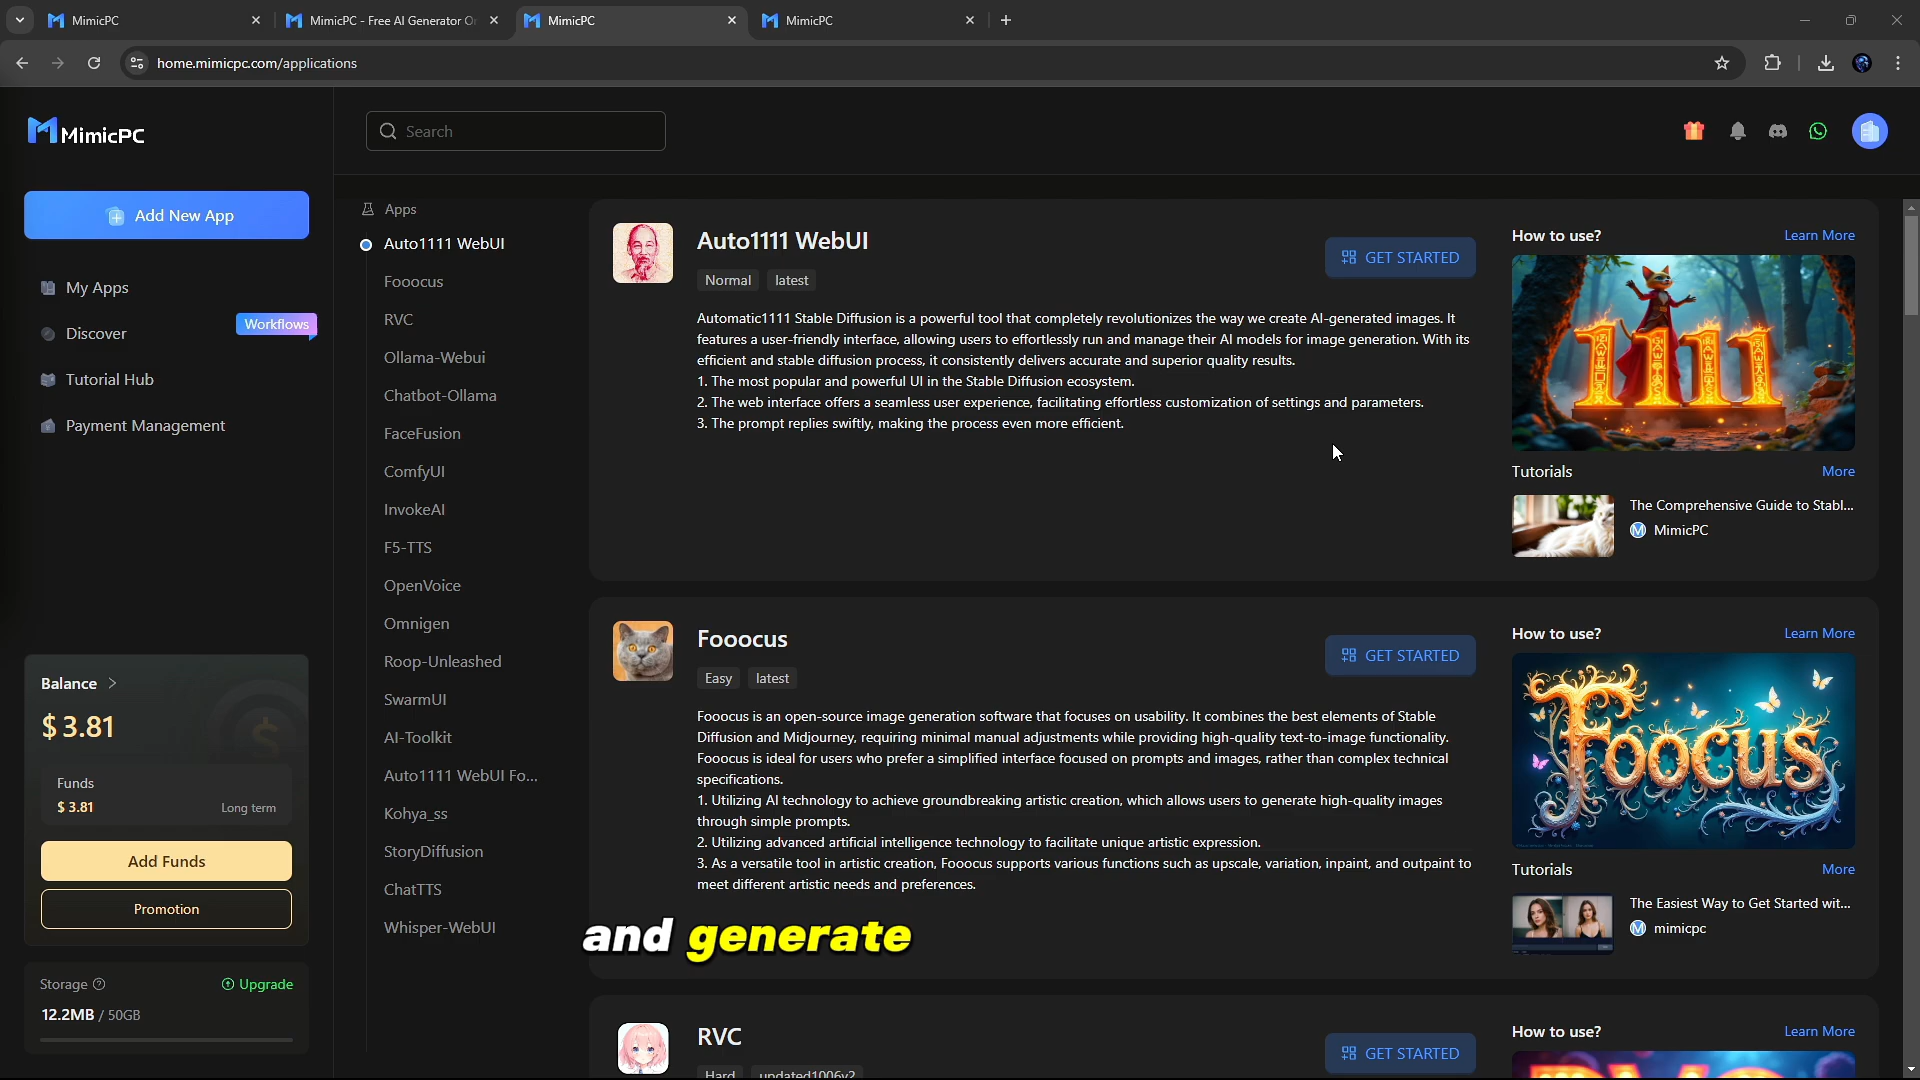 MimicPC
MimicPC - Free AI Generator O
MimicPC
MimicPC
home.mimicpc.com/applications
MimicPC
Search
Add New App
My Apps
Discover
Workflows
Tutorial Hub
Payment Management
Balance
$ 3.81
Funds
$ 3.81
Long term
Add Funds
Promotion
Storage
Upgrade
12.2MB / 50GB
Apps
Auto1111 WebUI
Fooocus
RVC
Ollama-Webui
Chatbot-Ollama
FaceFusion
ComfyUI
InvokeAI
F5-TTS
OpenVoice
Omnigen
Roop-Unleashed
SwarmUI
AI-Toolkit
Auto1111 WebUI Fo...
Kohya_ss
StoryDiffusion
ChatTTS
Whisper-WebUI
Auto1111 WebUI
Normal
latest
GET STARTED
Automatic1111 Stable Diffusion is a powerful tool that completely revolutionizes the way we create AI-generated images. It
features a user-friendly interface, allowing users to effortlessly run and manage their AI models for image generation. With its
efficient and stable diffusion process, it consistently delivers accurate and superior quality results.
1. The most popular and powerful UI in the Stable Diffusion ecosystem.
2. The web interface offers a seamless user experience, facilitating effortless customization of settings and parameters.
3. The prompt replies swiftly, making the process even more efficient.
How to use?
Learn More
1111
Tutorials
More
The Comprehensive Guide to Stabl...
MimicPC
Fooocus
Easy
latest
GET STARTED
Fooocus is an open-source image generation software that focuses on usability. It combines the best elements of Stable
Diffusion and Midjourney, requiring minimal manual adjustments while providing high-quality text-to-image functionality.
Fooocus is ideal for users who prefer a simplified interface focused on prompts and images, rather than complex technical
specifications.
1. Utilizing AI technology to achieve groundbreaking artistic creation, which allows users to generate high-quality images
through simple prompts.
2. Utilizing advanced artificial intelligence technology to facilitate unique artistic expression.
3. As a versatile tool in artistic creation, Fooocus supports various functions such as upscale, variation, inpaint, and outpaint to
meet different artistic needs and preferences.
How to use?
Learn More
FOOCUS
Tutorials
More
The Easiest Way to Get Started wit...
mimicpc
and generate
RVC
Hard
updated1006v2
GET STARTED
How to use?
Learn More